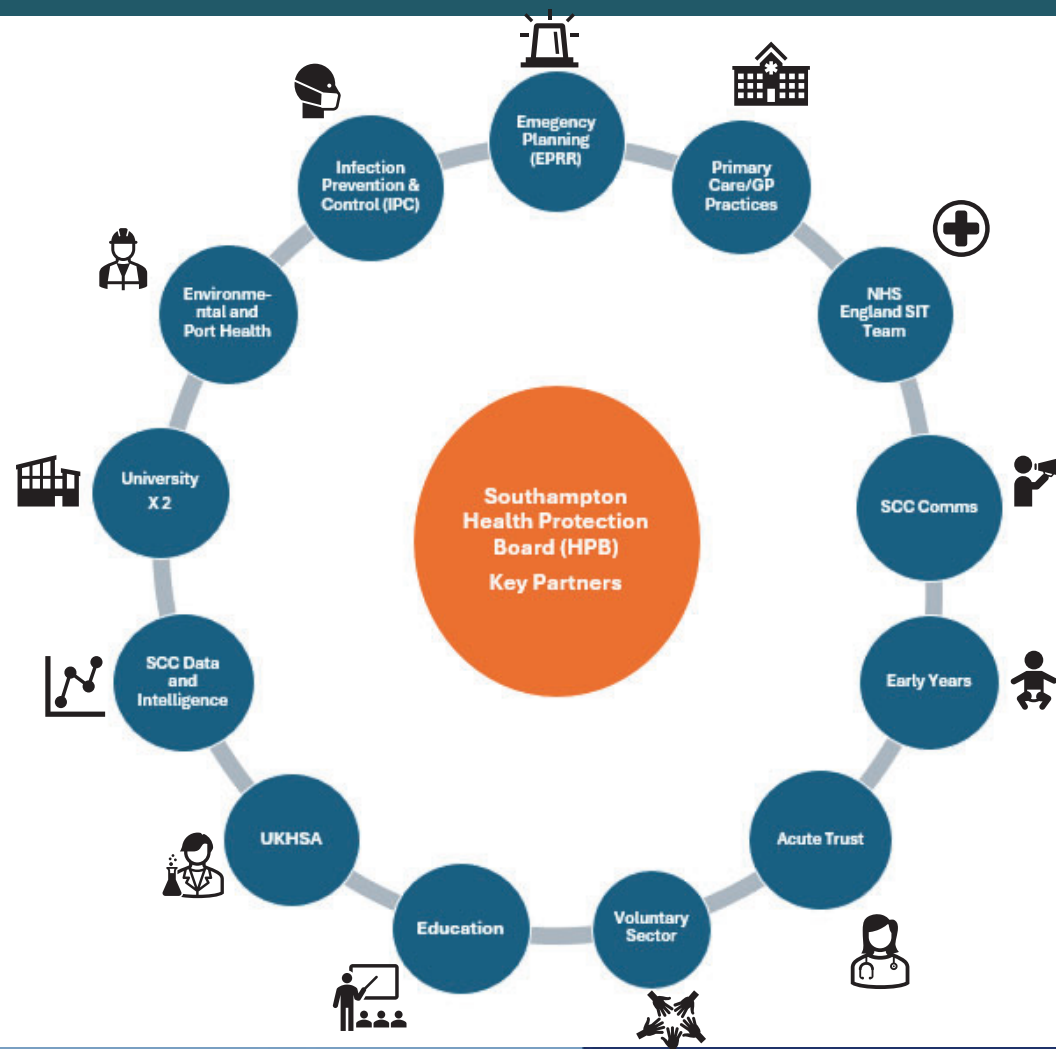 Emegency
Planning
(EPRR)
Primary
Care/GP
Practices
NHS
England SIT
Team
SCC Comms
Early Years
Acute Trust
Voluntary
Sector
Education
UKHSA
SCC Data
and
Intelligence
University
X 2
Environme-
ntal and
Port Health
Infection
Prevention &
Control (IPC)
Southampton
Health Protection
Board (HPB)
Key Partners